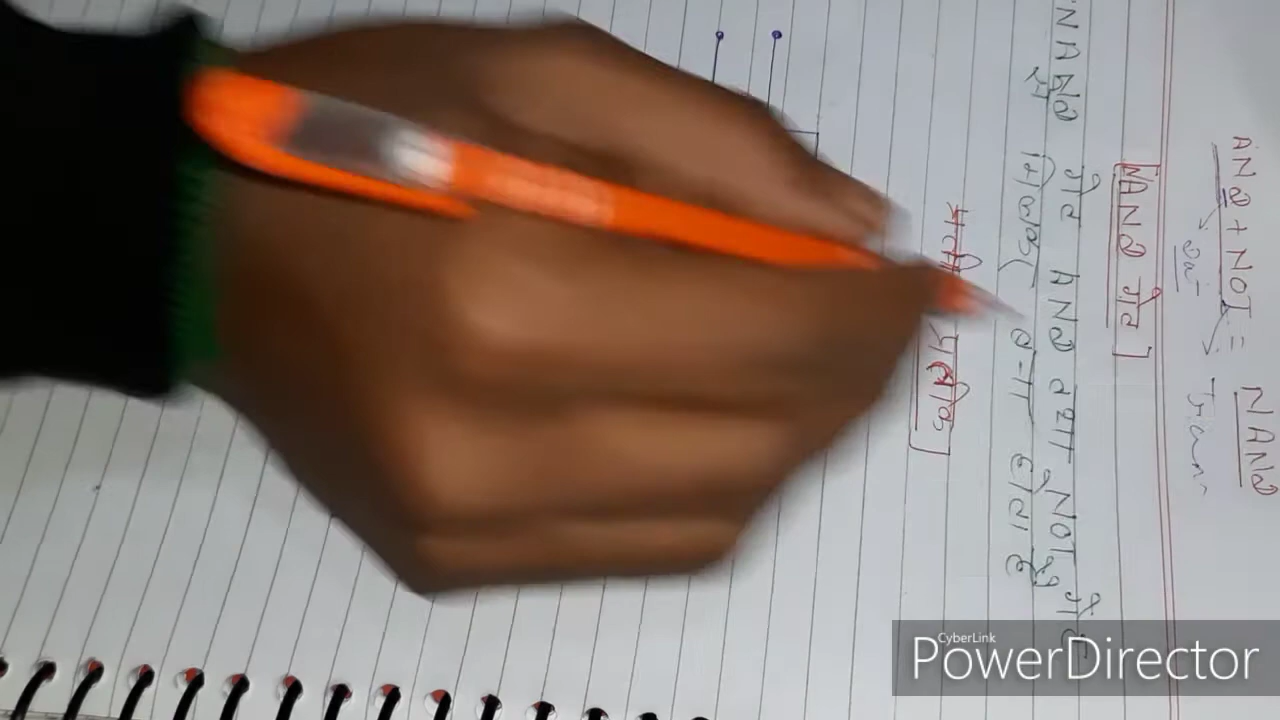 AND + NOT = NAND
[NAND गेट]
NAND गेट AND तथा NOT गेट
से मिलकर बना होता है
प्रतीक]
CyberLink
PowerDirector